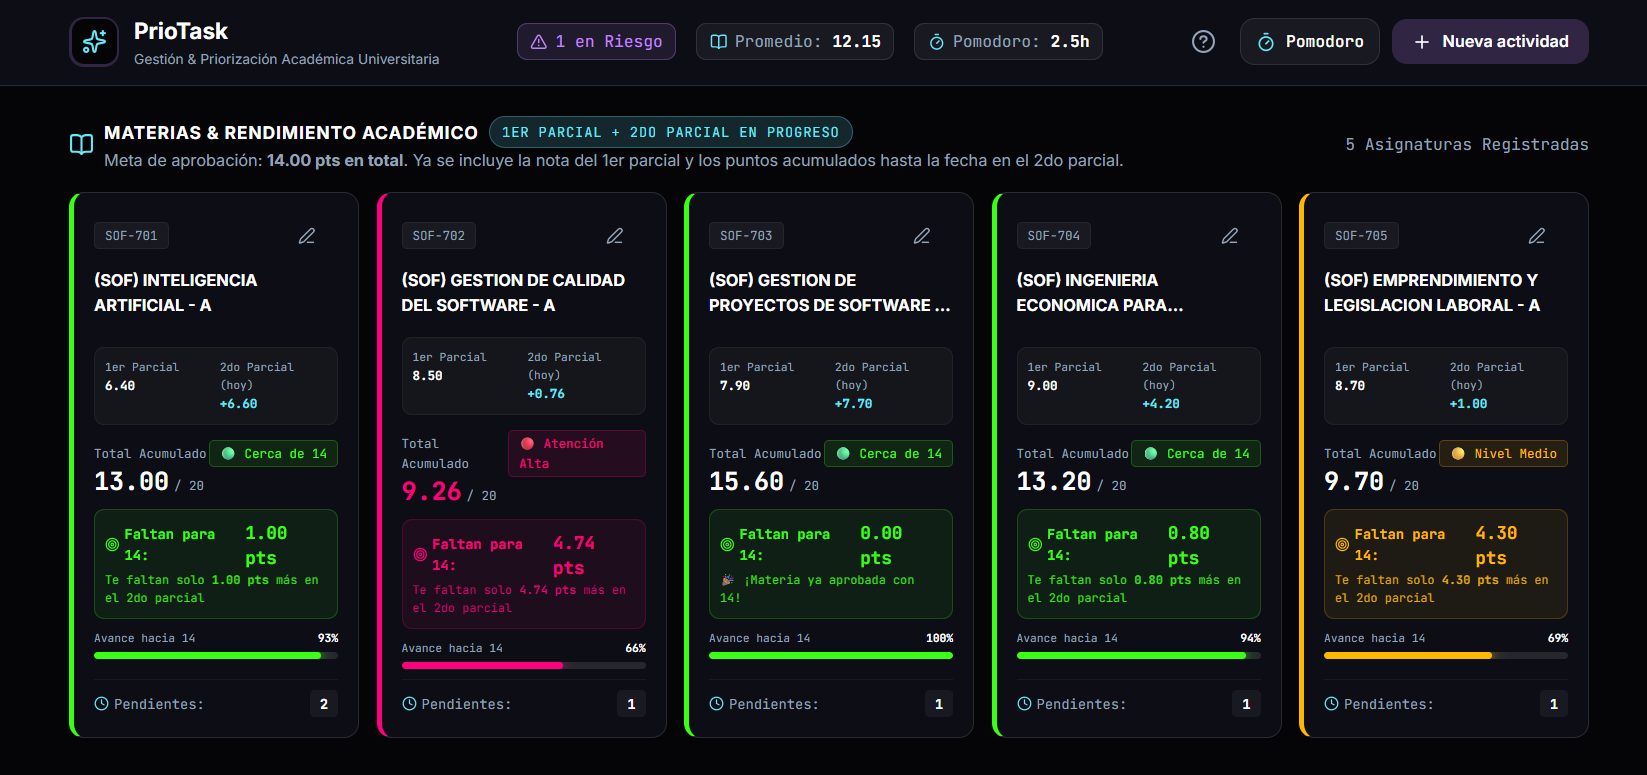 PrioTask
Gestión & Priorización Académica Universitaria
1 en Riesgo
Promedio: 12.15
Pomodoro: 2.5h
Pomodoro
Nueva actividad
MATERIAS & RENDIMIENTO ACADÉMICO
1ER PARCIAL + 2DO PARCIAL EN PROGRESO
Meta de aprobación: 14.00 pts en total. Ya se incluye la nota del 1er parcial y los puntos acumulados hasta la fecha en el 2do parcial.
5 Asignaturas Registradas
SOF-701
(SOF) INTELIGENCIA
ARTIFICIAL - A
1er Parcial
6.40
2do Parcial
(hoy)
+6.60
Total Acumulado
Cerca de 14
13.00 / 20
Faltan para
14:
1.00
pts
Te faltan solo 1.00 pts más en
el 2do parcial
Avance hacia 14
93%
Pendientes:
2
SOF-702
(SOF) GESTION DE CALIDAD
DEL SOFTWARE - A
1er Parcial
8.50
2do Parcial
(hoy)
+0.76
Total
Acumulado
Atención
Alta
9.26 / 20
Faltan para
14:
4.74
pts
Te faltan solo 4.74 pts más en
el 2do parcial
Avance hacia 14
66%
Pendientes:
1
SOF-703
(SOF) GESTION DE
PROYECTOS DE SOFTWARE ...
1er Parcial
7.90
2do Parcial
(hoy)
+7.70
Total Acumulado
Cerca de 14
15.60 / 20
Faltan para
14:
0.00
pts
🎉 ¡Materia ya aprobada con
14!
Avance hacia 14
100%
Pendientes:
1
SOF-704
(SOF) INGENIERIA
ECONOMICA PARA...
1er Parcial
9.00
2do Parcial
(hoy)
+4.20
Total Acumulado
Cerca de 14
13.20 / 20
Faltan para
14:
0.80
pts
Te faltan solo 0.80 pts más en
el 2do parcial
Avance hacia 14
94%
Pendientes:
1
SOF-705
(SOF) EMPRENDIMIENTO Y
LEGISLACION LABORAL - A
1er Parcial
8.70
2do Parcial
(hoy)
+1.00
Total Acumulado
Nivel Medio
9.70 / 20
Faltan para
14:
4.30
pts
Te faltan solo 4.30 pts más en
el 2do parcial
Avance hacia 14
69%
Pendientes:
1